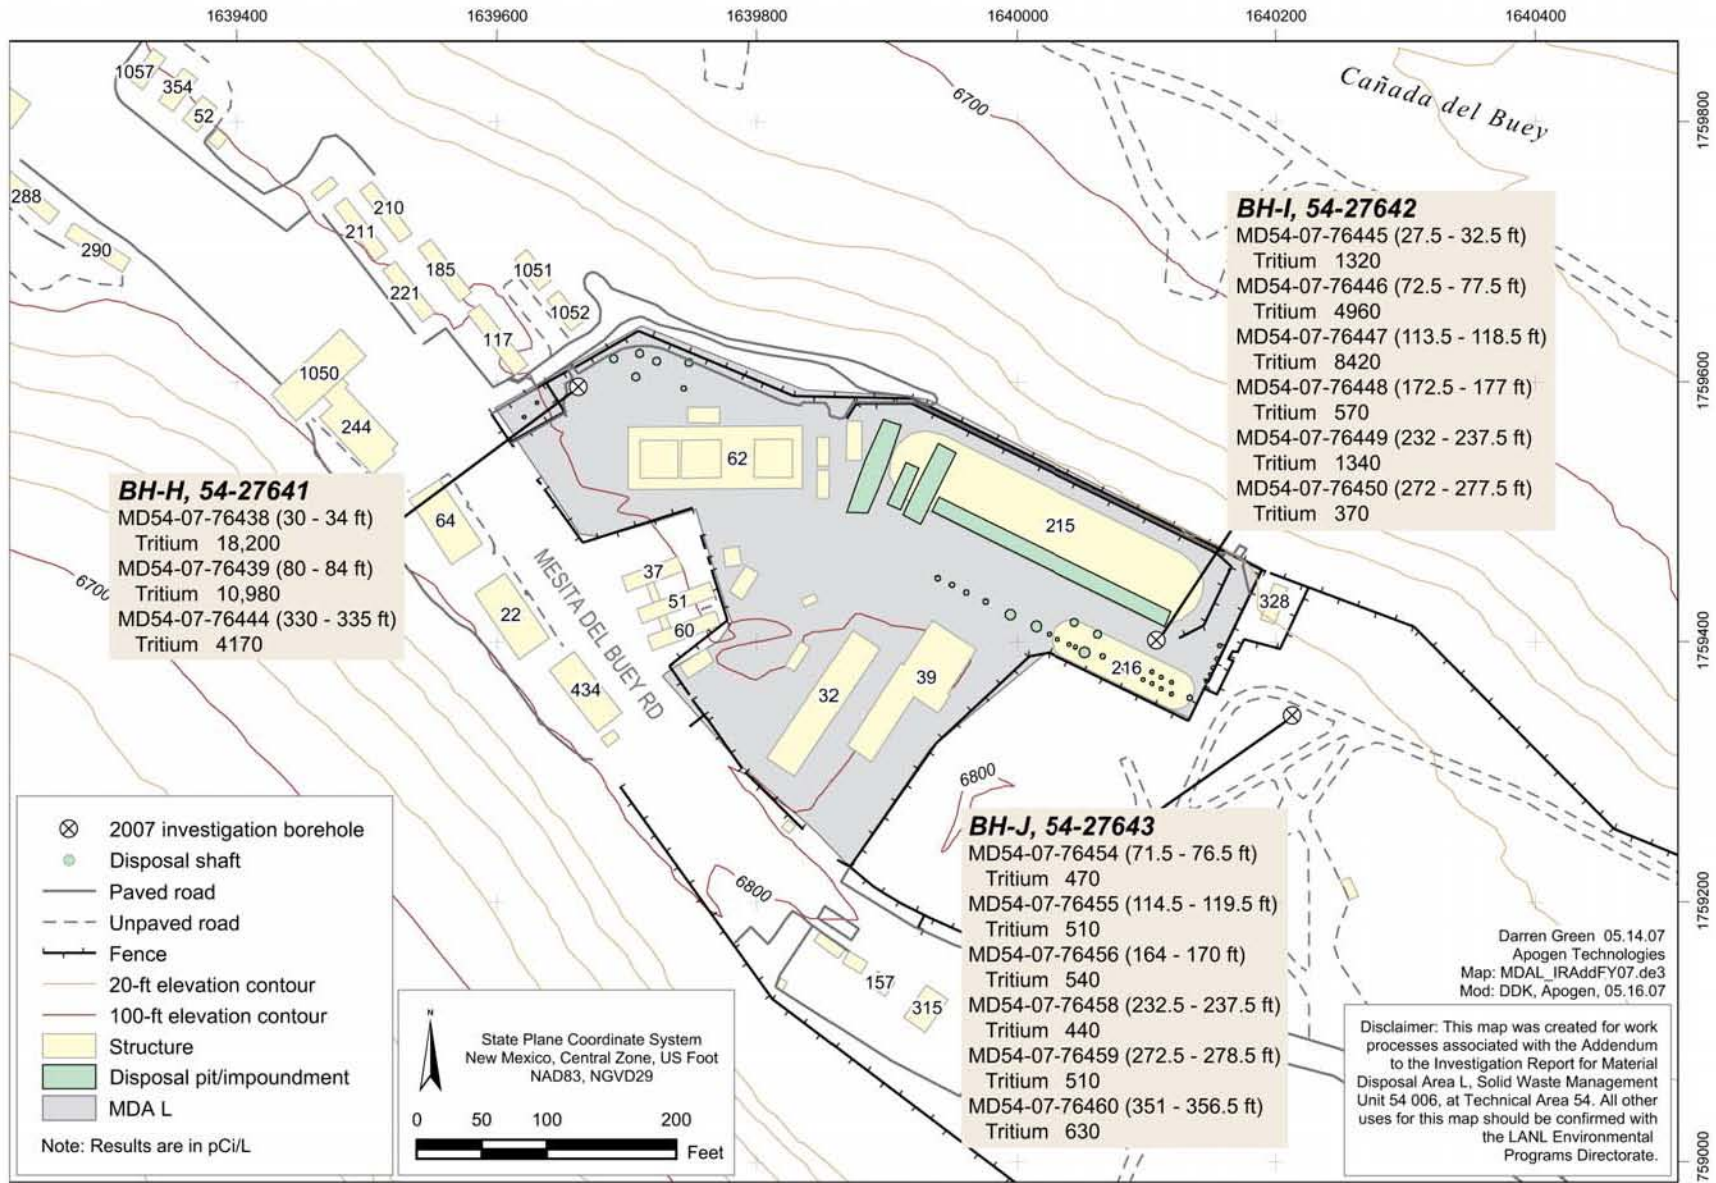 1639400
1639600
1639800
1640000
1640200
1640400
1759800
1759600
1759400
1759200
1759000
Cañada del Buey
6700
1057
354
52
288
290
210
211
185
221
117
1051
1052
1050
244
64
22
434
62
37
51
60
32
39
215
216
328
157
315
6700
6800
6800
MESITA DEL BUEY RD
BH-I, 54-27642
MD54-07-76445 (27.5 - 32.5 ft)
Tritium 1320
MD54-07-76446 (72.5 - 77.5 ft)
Tritium 4960
MD54-07-76447 (113.5 - 118.5 ft)
Tritium 8420
MD54-07-76448 (172.5 - 177 ft)
Tritium 570
MD54-07-76449 (232 - 237.5 ft)
Tritium 1340
MD54-07-76450 (272 - 277.5 ft)
Tritium 370
BH-H, 54-27641
MD54-07-76438 (30 - 34 ft)
Tritium 18,200
MD54-07-76439 (80 - 84 ft)
Tritium 10,980
MD54-07-76444 (330 - 335 ft)
Tritium 4170
BH-J, 54-27643
MD54-07-76454 (71.5 - 76.5 ft)
Tritium 470
MD54-07-76455 (114.5 - 119.5 ft)
Tritium 510
MD54-07-76456 (164 - 170 ft)
Tritium 540
MD54-07-76458 (232.5 - 237.5 ft)
Tritium 440
MD54-07-76459 (272.5 - 278.5 ft)
Tritium 510
MD54-07-76460 (351 - 356.5 ft)
Tritium 630
2007 investigation borehole
Disposal shaft
Paved road
Unpaved road
Fence
20-ft elevation contour
100-ft elevation contour
Structure
Disposal pit/impoundment
MDA L
Note: Results are in pCi/L
N
State Plane Coordinate System
New Mexico, Central Zone, US Foot
NAD83, NGVD29
0 50 100 200
Feet
Darren Green 05.14.07
Apogen Technologies
Map: MDAL_IRAddFY07.de3
Mod: DDK, Apogen, 05.16.07
Disclaimer: This map was created for work
processes associated with the Addendum
to the Investigation Report for Material
Disposal Area L, Solid Waste Management
Unit 54 006, at Technical Area 54. All other
uses for this map should be confirmed with
the LANL Environmental
Programs Directorate.